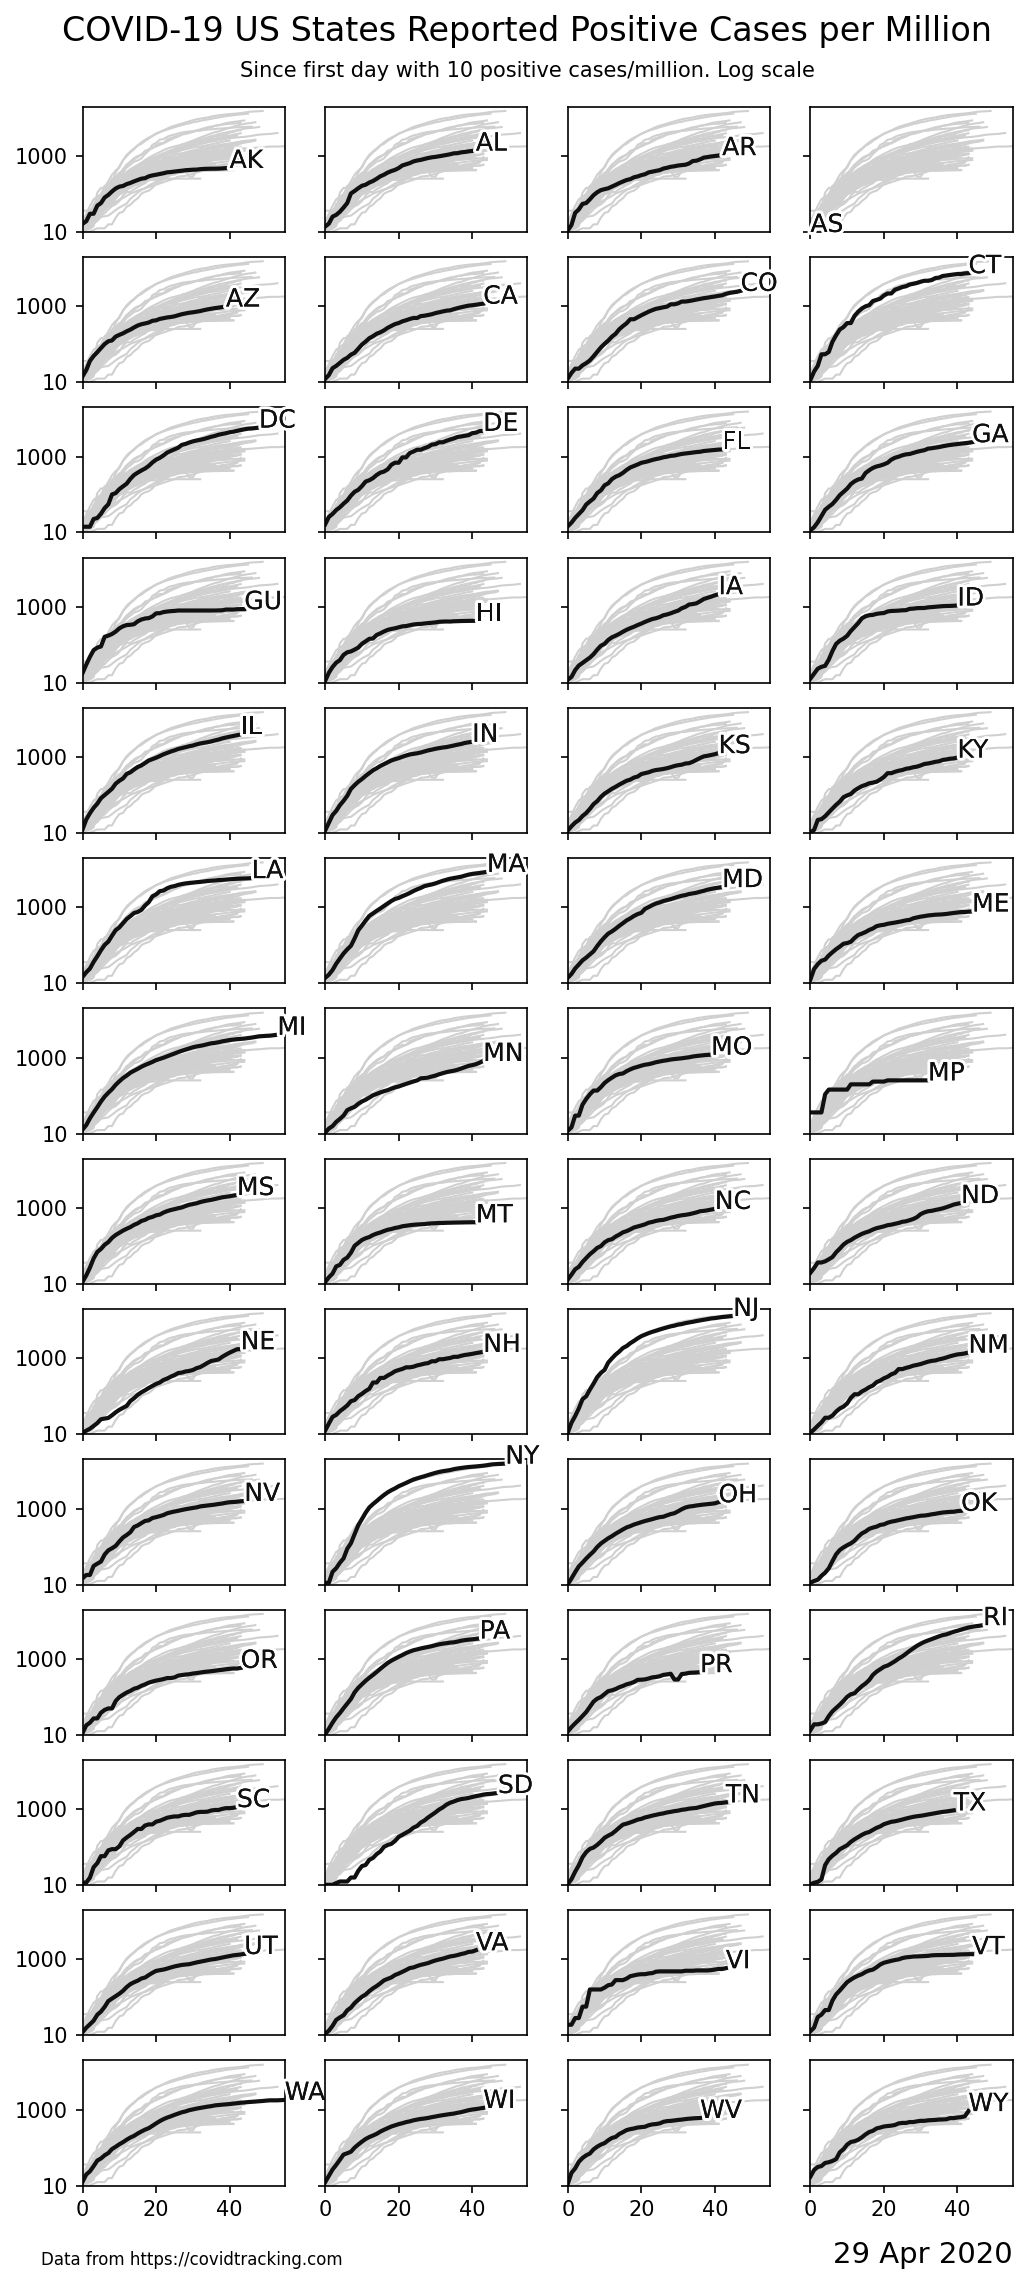 COVID-19 US States Reported Positive Cases per Million
Since first day with 10 positive cases/million. Log scale
1000
10
AK
AL
AR
AS
1000
10
AZ
CA
CO
CT
1000
10
DC
DE
FL
GA
1000
10
GU
HI
IA
ID
1000
10
IL
IN
KS
KY
1000
10
LA
MA
MD
ME
1000
10
MI
MN
MO
MP
1000
10
MS
MT
NC
ND
1000
10
NE
NH
NJ
NM
1000
10
NV
NY
OH
OK
1000
10
OR
PA
PR
RI
1000
10
SC
SD
TN
TX
1000
10
UT
VA
VI
VT
1000
10
WA
WI
WV
WY
0 20 40 0 20 40 0 20 40 0 20 40
Data from https://covidtracking.com
29 Apr 2020